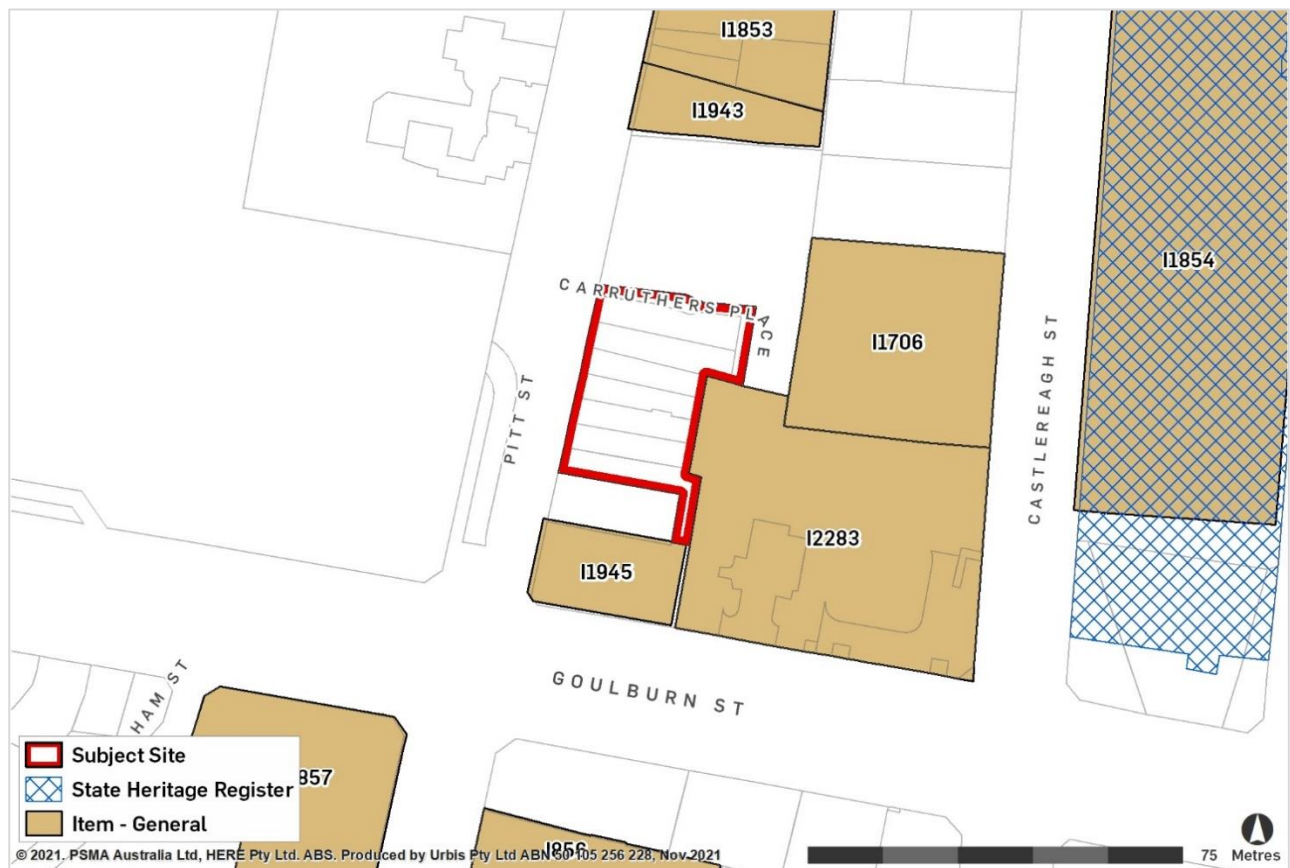 I1853
I1943
I1854
CARRUTHERS PLACE
I1706
PITT ST
CASTLEREAGH ST
I2283
I1945
GOULBURN ST
HAM ST
857
I856
Subject Site
State Heritage Register
Item - General
© 2021. PSMA Australia Ltd, HERE Pty Ltd. ABS. Produced by Urbis Pty Ltd ABN 50 105 256 228, Nov 2021
75 Metres